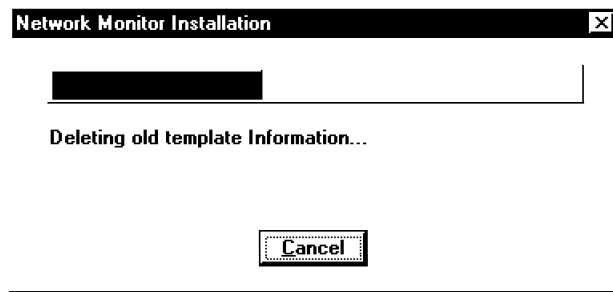 Network Monitor Installation
Deleting old template Information...
Cancel